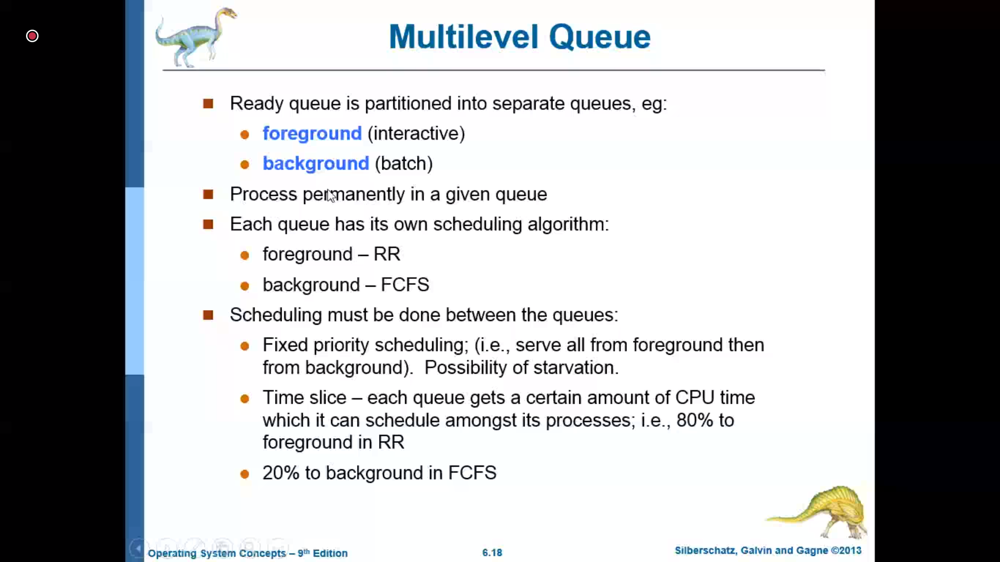 Multilevel Queue
Ready queue is partitioned into separate queues, eg:
foreground (interactive)
background (batch)
Process permanently in a given queue
Each queue has its own scheduling algorithm:
foreground – RR
background – FCFS
Scheduling must be done between the queues:
Fixed priority scheduling; (i.e., serve all from foreground then
from background).  Possibility of starvation.
Time slice – each queue gets a certain amount of CPU time
which it can schedule amongst its processes; i.e., 80% to
foreground in RR
20% to background in FCFS
Operating System Concepts – 9th Edition
6.18
Silberschatz, Galvin and Gagne ©2013